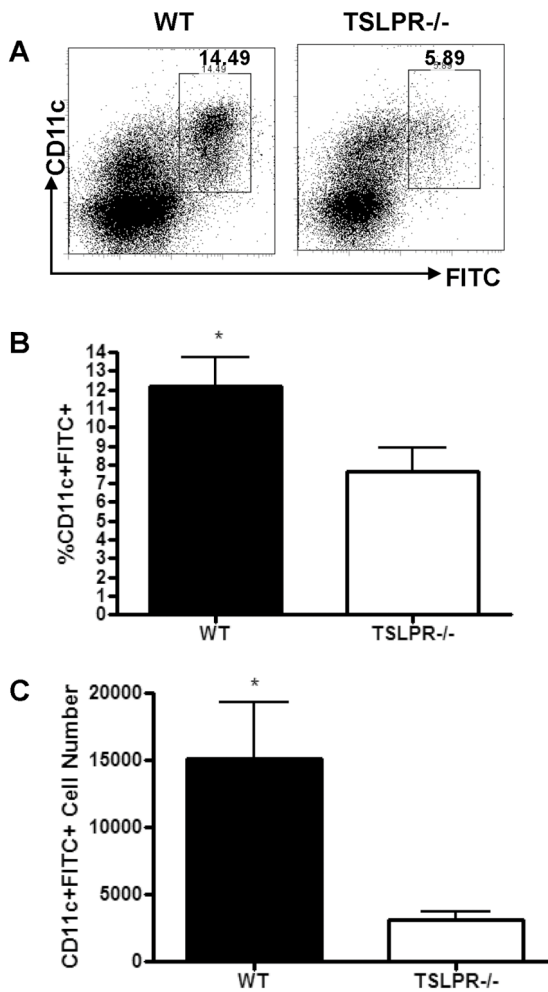 WT TSLPR-/-
A
14.49 5.89
14.49 5.89
CD11c
FITC
B
*
14
13
12
11
10
9
8
7
6
5
4
3
2
1
0
%CD11c+FITC+
WT TSLPR-/-
C
*
20000
15000
10000
5000
0
CD11c+FITC+ Cell Number
WT TSLPR-/-